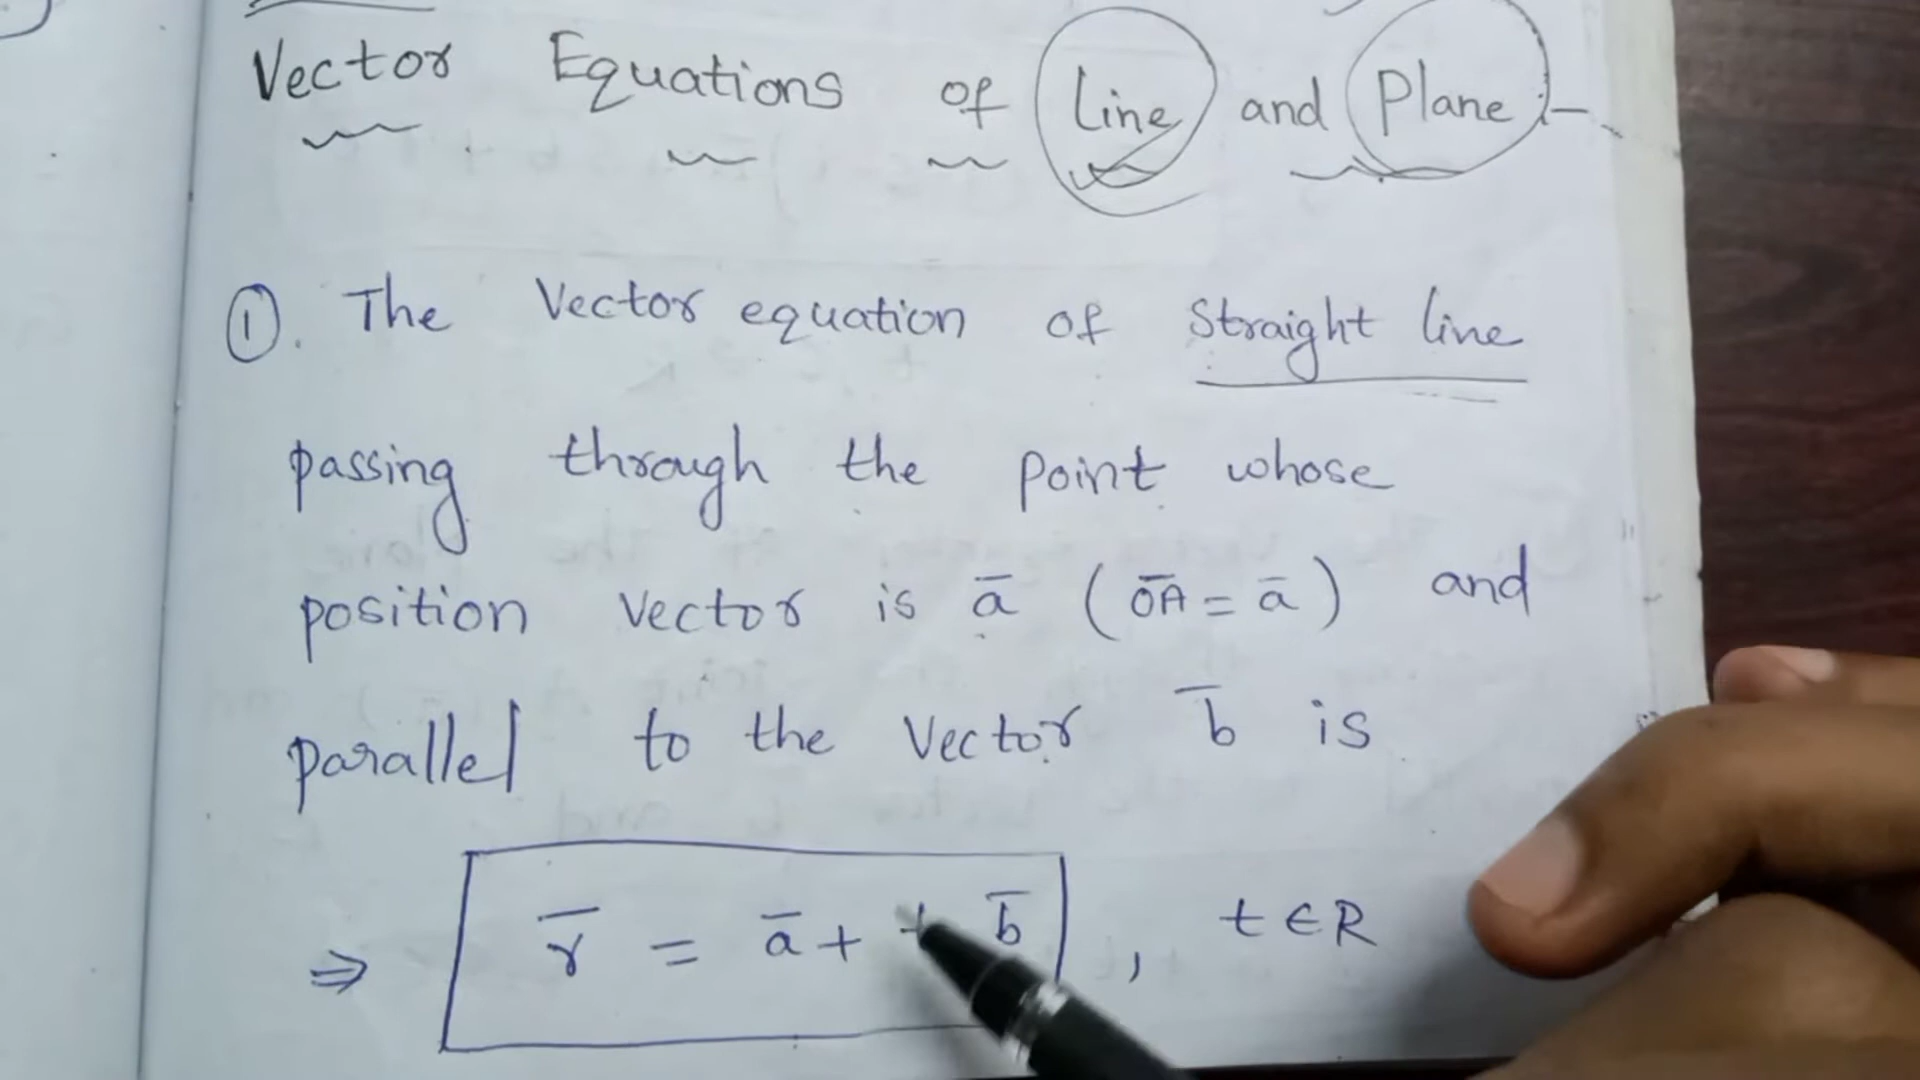 Vector Equations of Line and Plane :-
①. The Vector equation of Straight line
passing through the point whose
position vector is a̅ (O̅A̅ = a̅) and
parallel to the vector b̅ is
⇒ r̅ = a̅ + t b̅ , t ∈ R